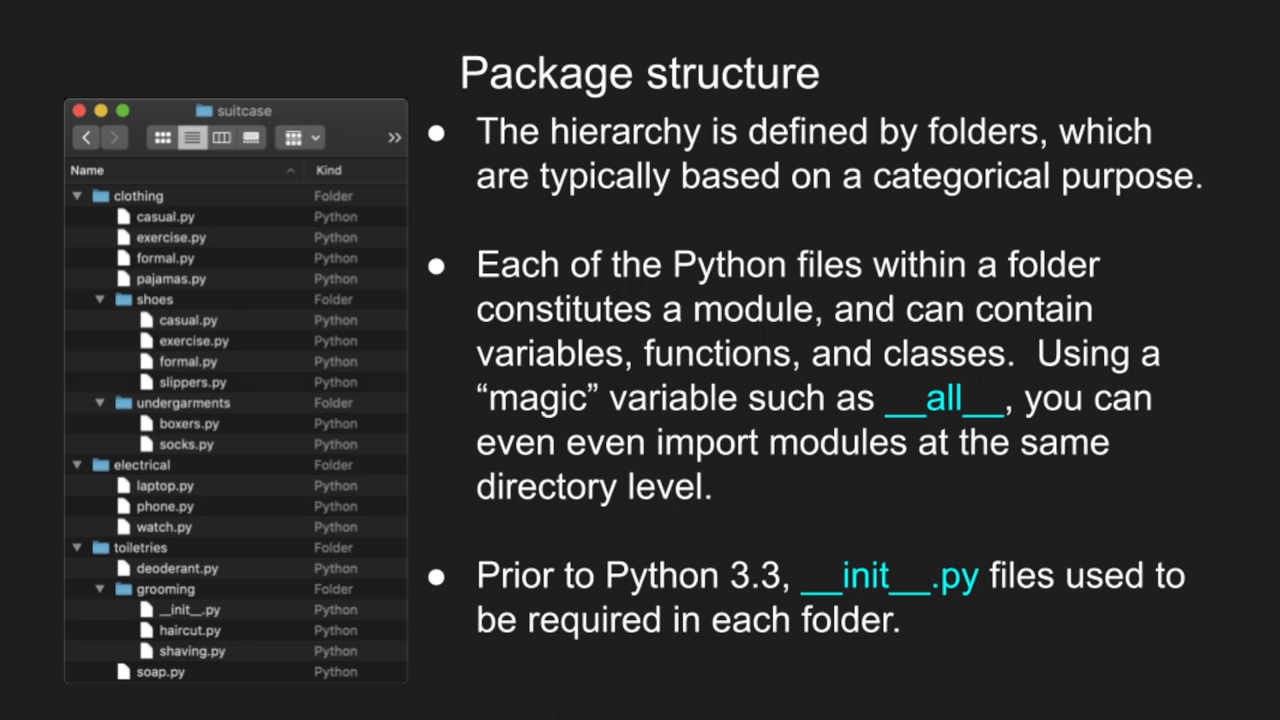 Package structure
suitcase
Name Kind
clothing Folder
casual.py Python
exercise.py Python
formal.py Python
pajamas.py Python
shoes Folder
casual.py Python
exercise.py Python
formal.py Python
slippers.py Python
undergarments Folder
boxers.py Python
socks.py Python
electrical Folder
laptop.py Python
phone.py Python
watch.py Python
toiletries Folder
deoderant.py Python
grooming Folder
__init__.py Python
haircut.py Python
shaving.py Python
soap.py Python
● The hierarchy is defined by folders, which
are typically based on a categorical purpose.
● Each of the Python files within a folder
constitutes a module, and can contain
variables, functions, and classes. Using a
“magic” variable such as __all__, you can
even even import modules at the same
directory level.
● Prior to Python 3.3, __init__.py files used to
be required in each folder.